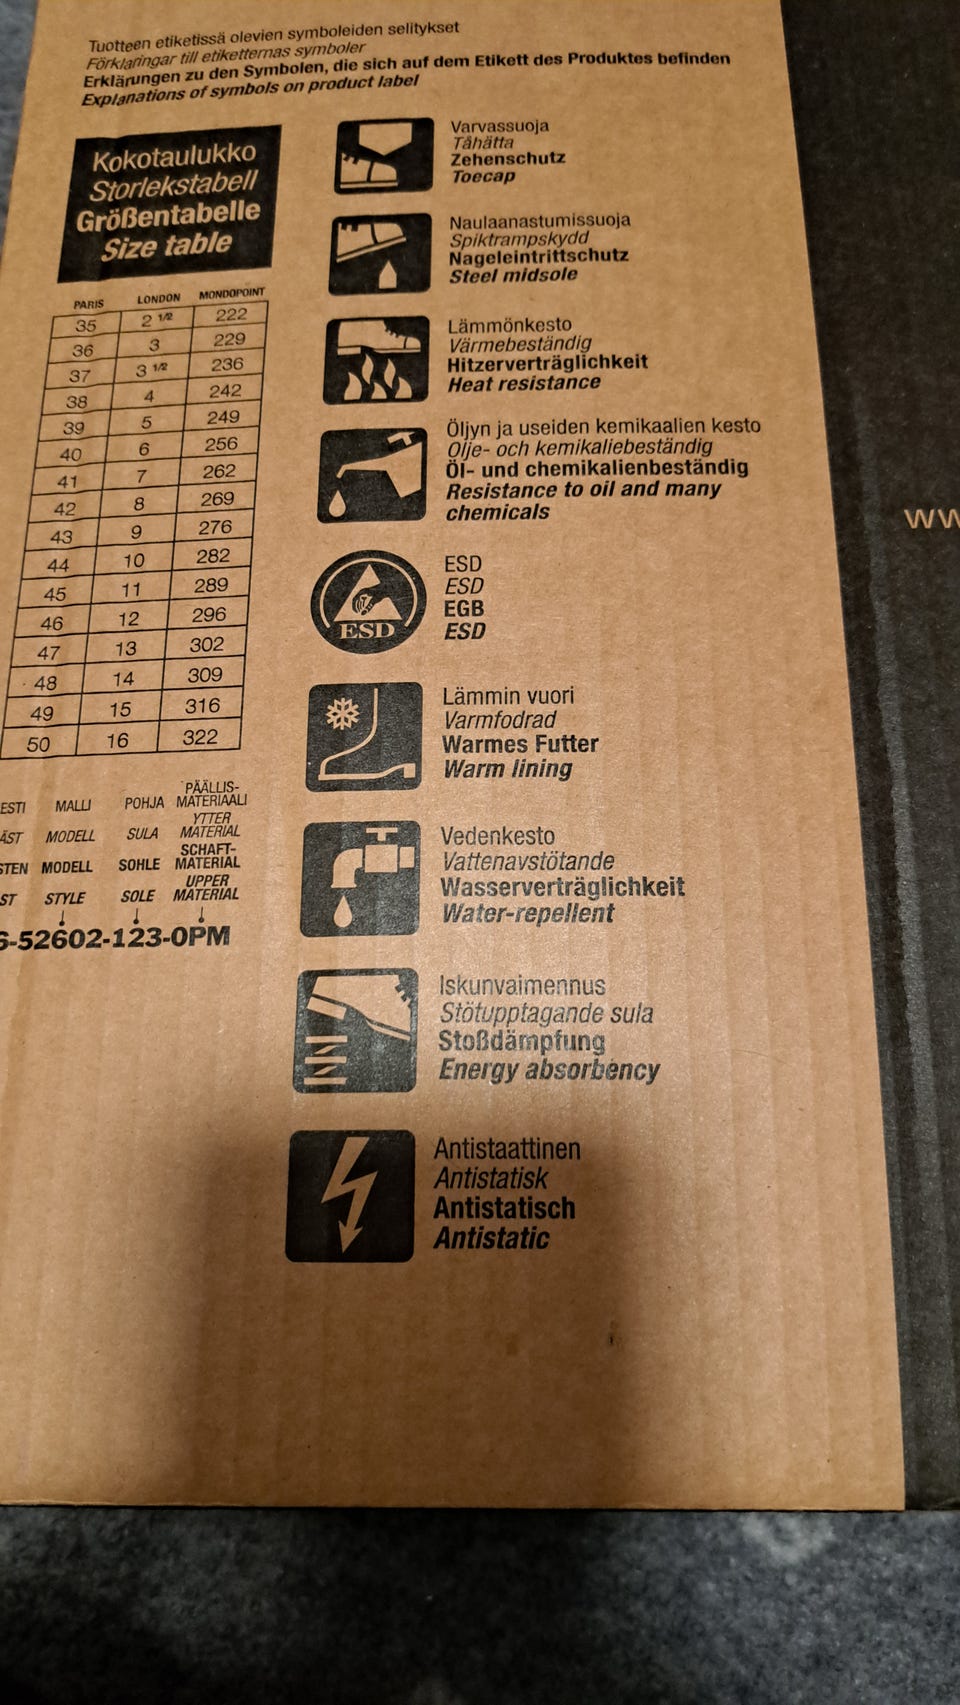 Tuotteen etiketissä olevien symboleiden selitykset
Förklaringar till etiketternas symboler
Erklärungen zu den Symbolen, die sich auf dem Etikett des Produktes befinden
Explanations of symbols on product label
Kokotaulukko
Storlekstabell
Größentabelle
Size table
PARIS LONDON MONDOPOINT
35 2 1/2 222
36 3 229
37 3 1/2 236
38 4 242
39 5 249
40 6 256
41 7 262
42 8 269
43 9 276
44 10 282
45 11 289
46 12 296
47 13 302
48 14 309
49 15 316
50 16 322
ESTI MALLI POHJA PÄÄLLIS-
MATERIAALI
ÄST MODELL SULA YTTER
MATERIAL
STEN MODELL SOHLE SCHAFT-
MATERIAL
ST STYLE SOLE UPPER
MATERIAL
6-52602-123-0PM
Varvassuoja
Tåhätta
Zehenschutz
Toecap
Naulaanastumissuoja
Spiktrampskydd
Nageleintrittschutz
Steel midsole
Lämmönkesto
Värmebeständig
Hitzerverträglichkeit
Heat resistance
Öljyn ja useiden kemikaalien kesto
Olje- och kemikaliebeständig
Öl- und chemikalienbeständig
Resistance to oil and many
chemicals
ESD
ESD
ESD
EGB
ESD
Lämmin vuori
Varmfodrad
Warmes Futter
Warm lining
Vedenkesto
Vattenavstötande
Wasserverträglichkeit
Water-repellent
Iskunvaimennus
Stötupptagande sula
Stoßdämpfung
Energy absorbency
Antistaattinen
Antistatisk
Antistatisch
Antistatic
ww